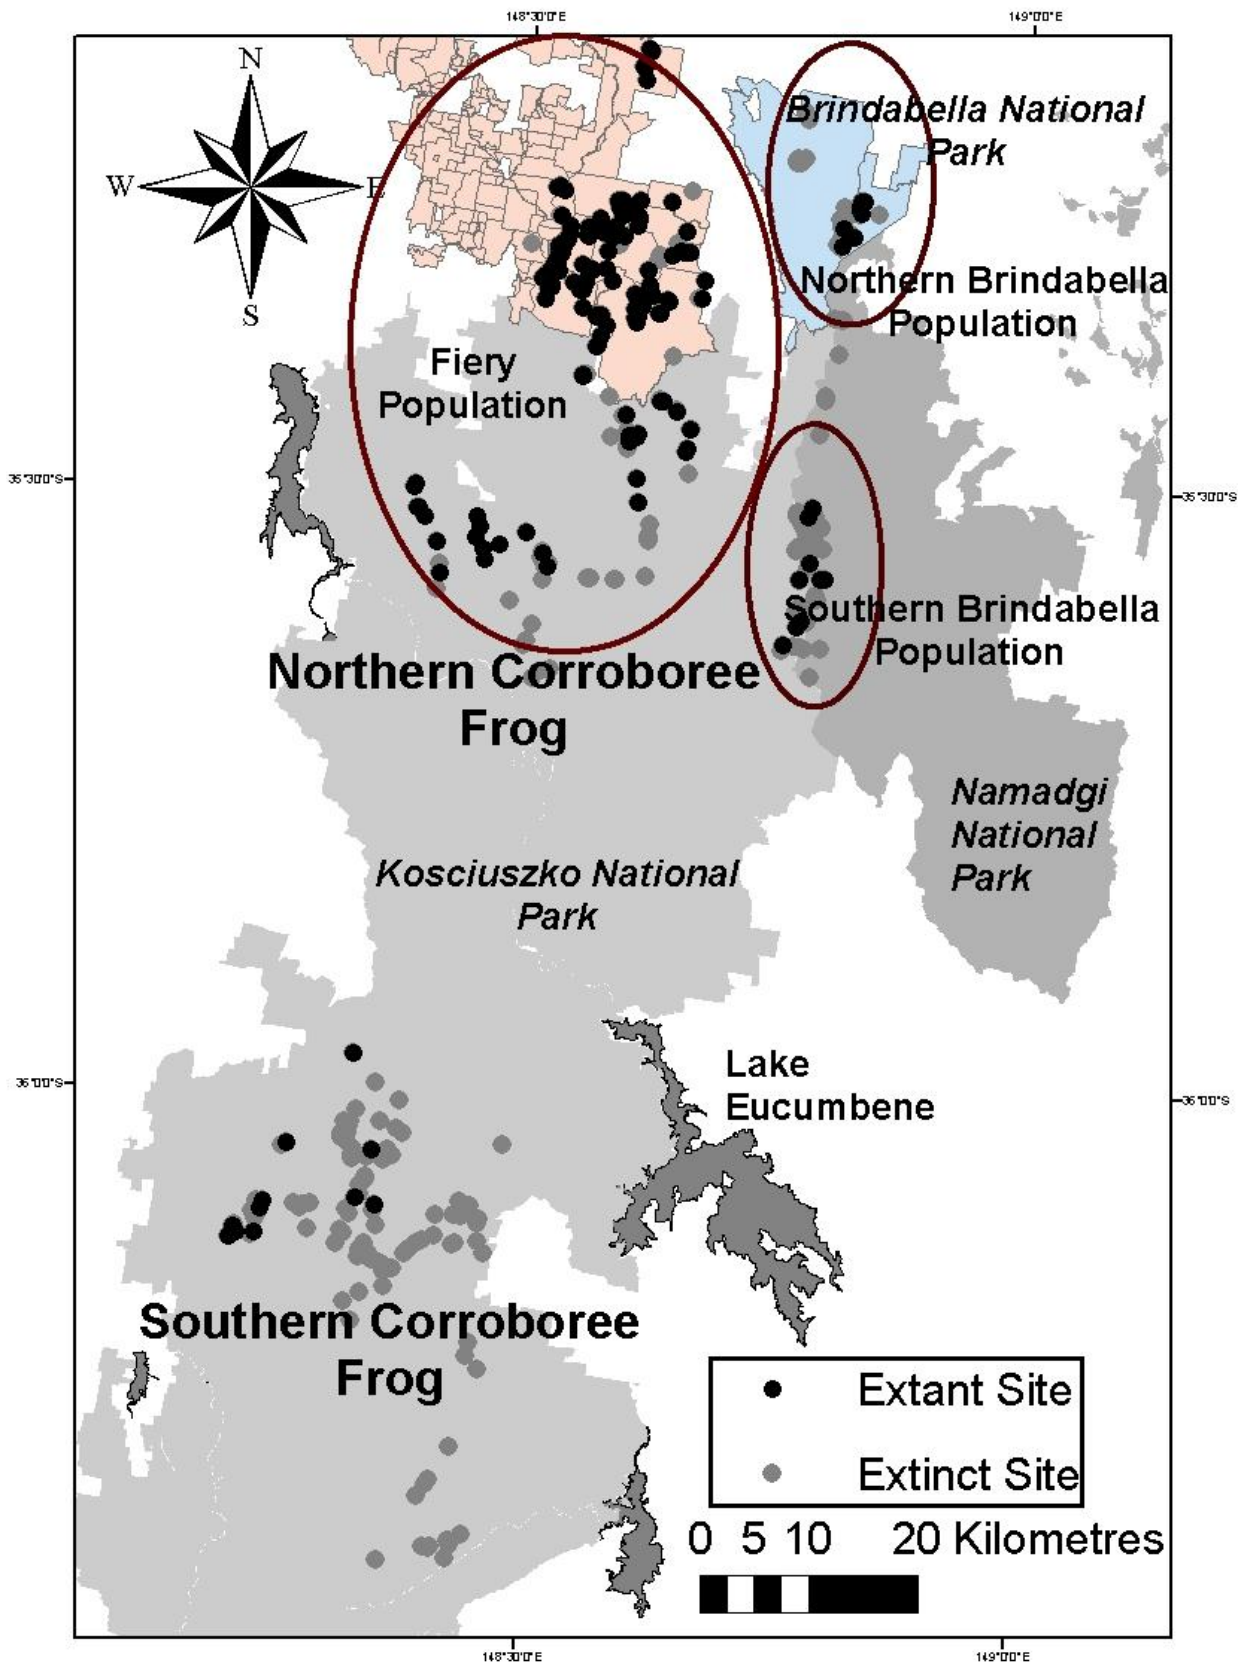 148°30'0"E
149°0'0"E
N
W
E
S
Brindabella National
Park
Northern Brindabella
Population
Fiery
Population
35°30'0"S
35°30'0"S
Southern Brindabella
Population
Northern Corroboree
Frog
Namadgi
National
Park
Kosciuszko National
Park
Lake
Eucumbene
36°0'0"S
36°0'0"S
Southern Corroboree
Frog
Extant Site
Extinct Site
0 5 10 20 Kilometres
148°30'0"E
149°0'0"E